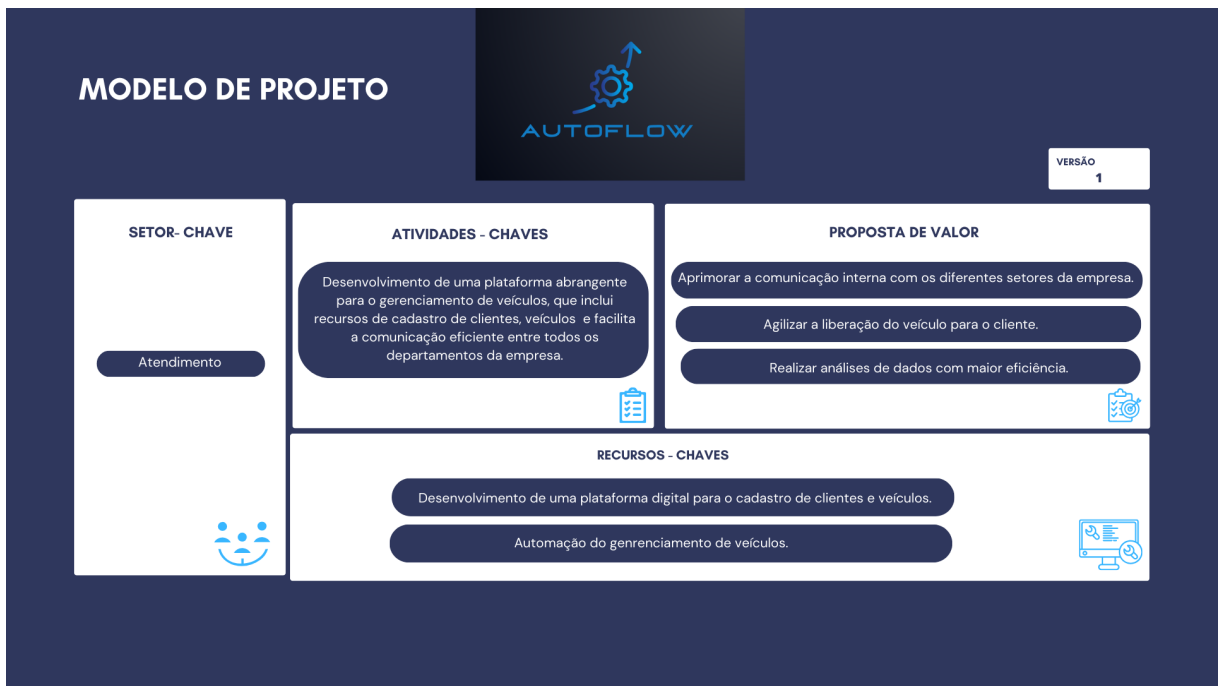 MODELO DE PROJETO
AUTOFLOW
VERSÃO
1
SETOR- CHAVE
Atendimento
ATIVIDADES - CHAVES
Desenvolvimento de uma plataforma abrangente
para o gerenciamento de veículos, que inclui
recursos de cadastro de clientes, veículos e facilita
a comunicação eficiente entre todos os
departamentos da empresa.
PROPOSTA DE VALOR
Aprimorar a comunicação interna com os diferentes setores da empresa.
Agilizar a liberação do veículo para o cliente.
Realizar análises de dados com maior eficiência.
RECURSOS - CHAVES
Desenvolvimento de uma plataforma digital para o cadastro de clientes e veículos.
Automação do genrenciamento de veículos.